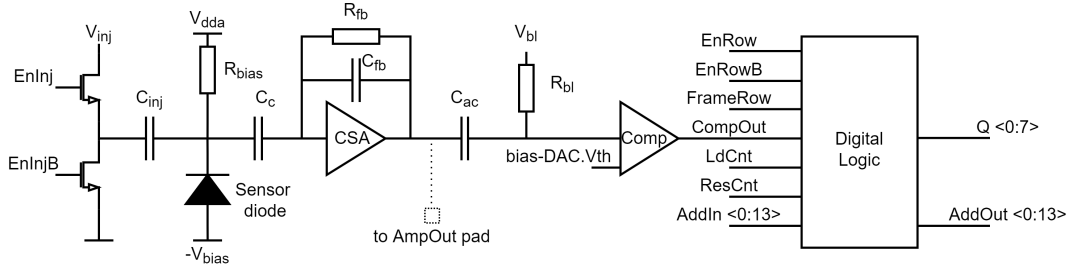 V_inj
EnInj
EnInjB
C_inj
V_dda
R_bias
C_c
Sensor
diode
-V_bias
R_fb
C_fb
CSA
to AmpOut pad
C_ac
V_bl
R_bl
bias-DAC.Vth
Comp
EnRow
EnRowB
FrameRow
CompOut
LdCnt
ResCnt
AddIn <0:13>
Digital
Logic
Q <0:7>
AddOut <0:13>